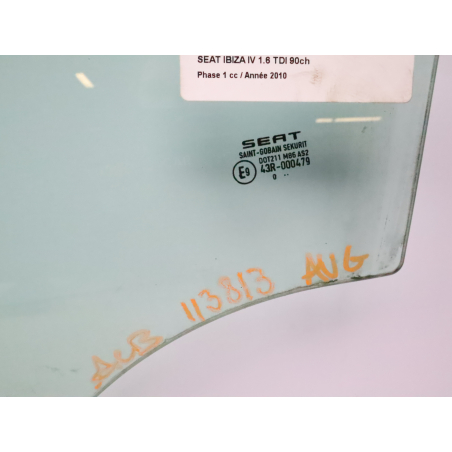 SEAT IBIZA IV 1.6 TDI 90ch
Phase 1 cc / Année 2010
SEAT
SAINT-GOBAIN SEKURIT
DOT211 M86 AS2
E9 43R-000479
AVG
113813